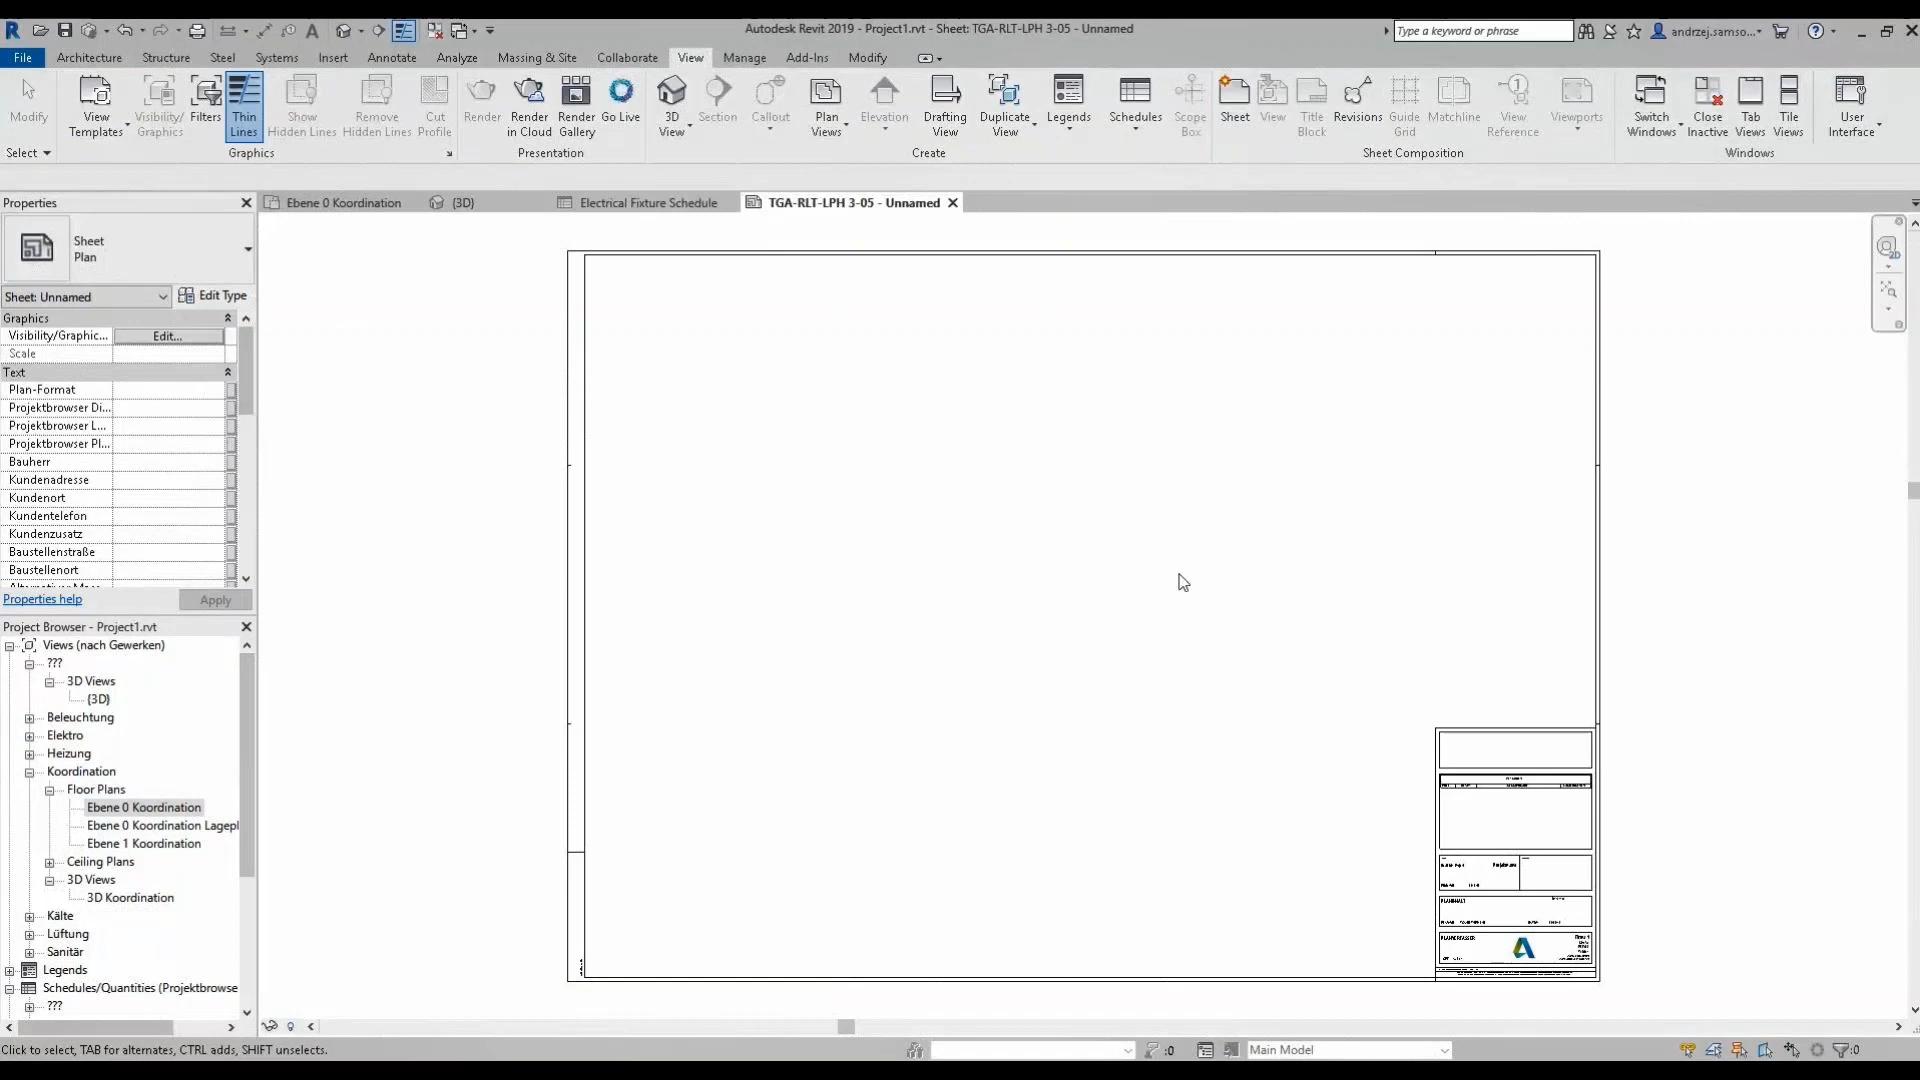 Autodesk Revit 2019 - Project1.rvt - Sheet: TGA-RLT-LPH 3-05 - Unnamed
Type a keyword or phrase
andrzej.samso...
File Architecture Structure Steel Systems Insert Annotate Analyze Massing & Site Collaborate View Manage Add-Ins Modify
Modify
View Templates
Visibility/ Graphics
Filters
Thin Lines
Show Hidden Lines
Remove Hidden Lines
Cut Profile
Render
Render in Cloud
Render Gallery
Go Live
3D View
Section
Callout
Plan Views
Elevation
Drafting View
Duplicate View
Legends
Schedules
Scope Box
Sheet
View
Title Block
Revisions
Guide Grid
Matchline
View Reference
Viewports
Switch Windows
Close Inactive
Tab Views
Tile Views
User Interface
Select Graphics Presentation Create Sheet Composition Windows
Properties
Ebene 0 Koordination
{3D}
Electrical Fixture Schedule
TGA-RLT-LPH 3-05 - Unnamed
2D
Sheet
Plan
Sheet: Unnamed
Edit Type
Graphics
Visibility/Graphic... Edit...
Scale
Text
Plan-Format
Projektbrowser Di...
Projektbrowser L...
Projektbrowser Pl...
Bauherr
Kundenadresse
Kundenort
Kundentelefon
Kundenzusatz
Baustellenstraße
Baustellenort
Properties help Apply
Project Browser - Project1.rvt
Views (nach Gewerken)
???
3D Views
{3D}
Beleuchtung
Elektro
Heizung
Koordination
Floor Plans
Ebene 0 Koordination
Ebene 0 Koordination Lagepl
Ebene 1 Koordination
Ceiling Plans
3D Views
3D Koordination
Kälte
Lüftung
Sanitär
Legends
Schedules/Quantities (Projektbrowse
???
PLANINHALT
PLANVERFASSER
Click to select, TAB for alternates, CTRL adds, SHIFT unselects.
:0
Main Model
:0